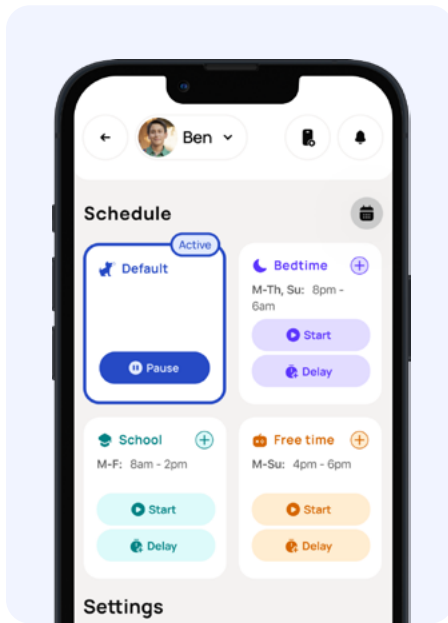 Ben
Schedule
Active
Default
Pause
Bedtime
M-Th, Su: 8pm -
6am
Start
Delay
School
M-F: 8am - 2pm
Start
Delay
Free time
M-Su: 4pm - 6pm
Start
Delay
Settings